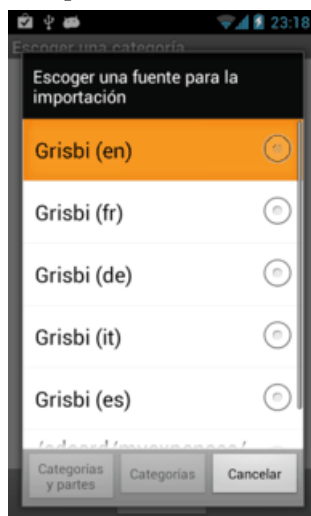 23:18
Escoger una categoría
Escoger una fuente para la
importación
Grisbi (en)
Grisbi (fr)
Grisbi (de)
Grisbi (it)
Grisbi (es)
Categorias
y partes
Categorías
Cancelar